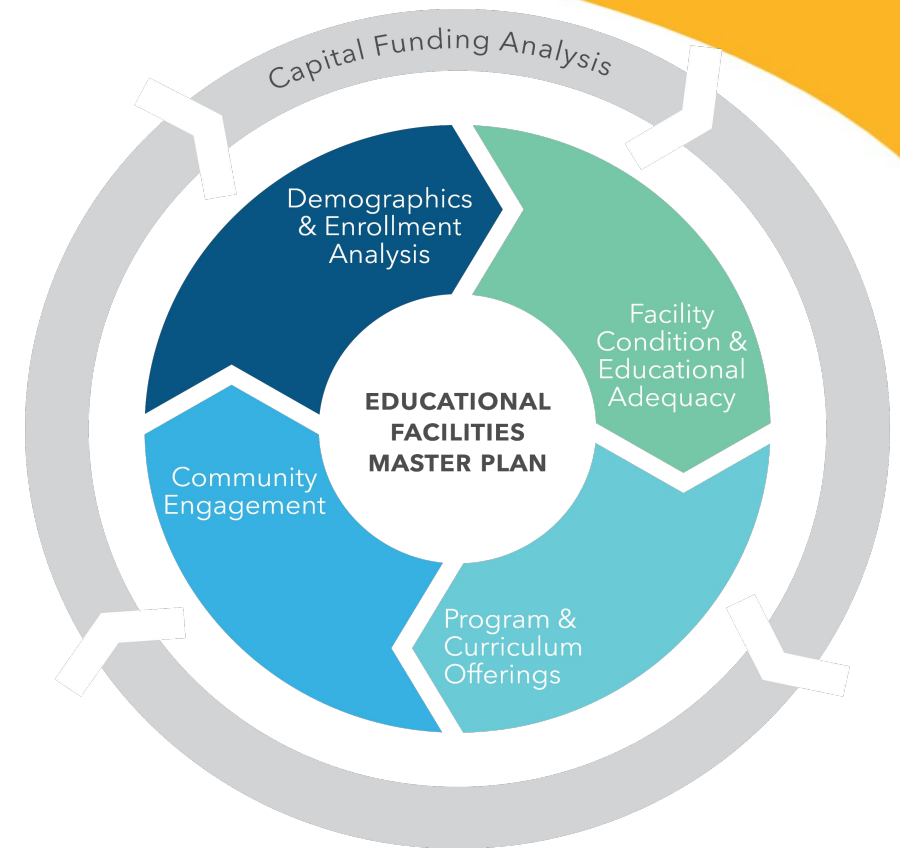 Capital Funding Analysis
Demographics
& Enrollment
Analysis
Facility
Condition &
Educational
Adequacy
EDUCATIONAL
FACILITIES
MASTER PLAN
Community
Engagement
Program &
Curriculum
Offerings